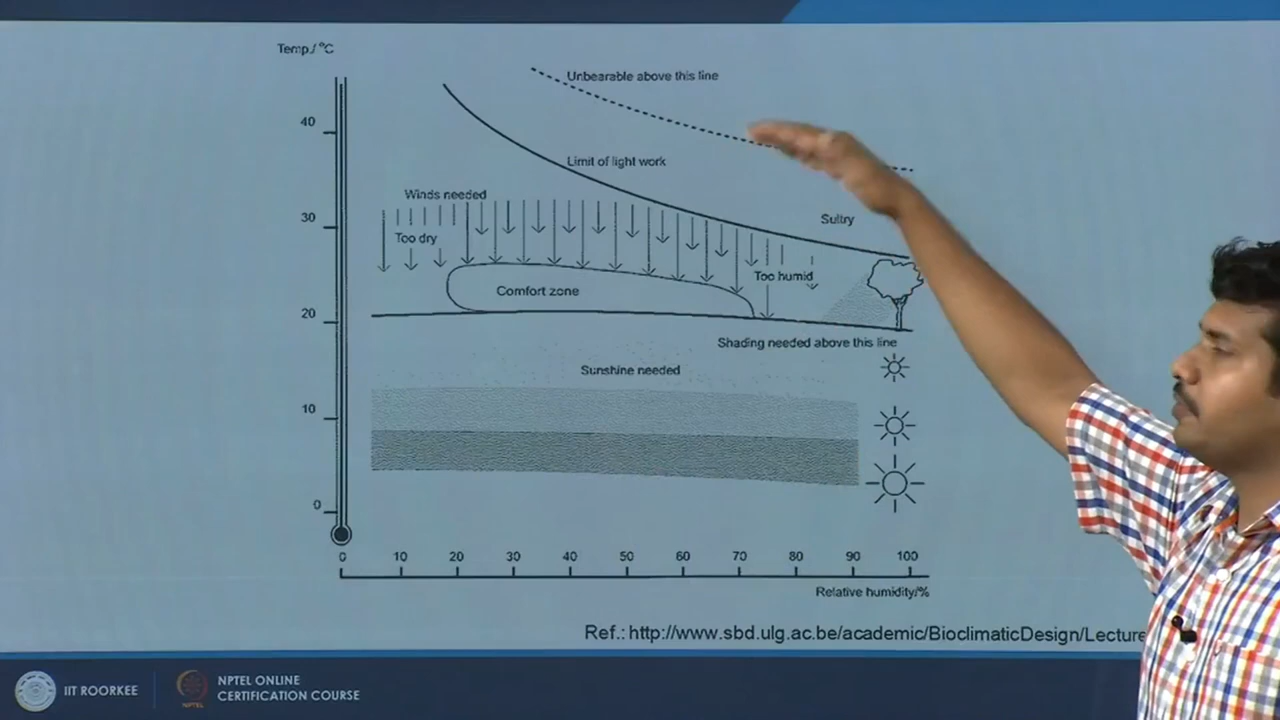 Temp./ °C
Unbearable above this line
40
Limit of light work
Winds needed
30
Sultry
Too dry
Too humid
Comfort zone
20
Shading needed above this line
Sunshine needed
10
0
0 10 20 30 40 50 60 70 80 90 100
Relative humidity/%
Ref.: http://www.sbd.ulg.ac.be/academic/BioclimaticDesign/Lecture
IIT ROORKEE
NPTEL ONLINE
CERTIFICATION COURSE
NPTEL